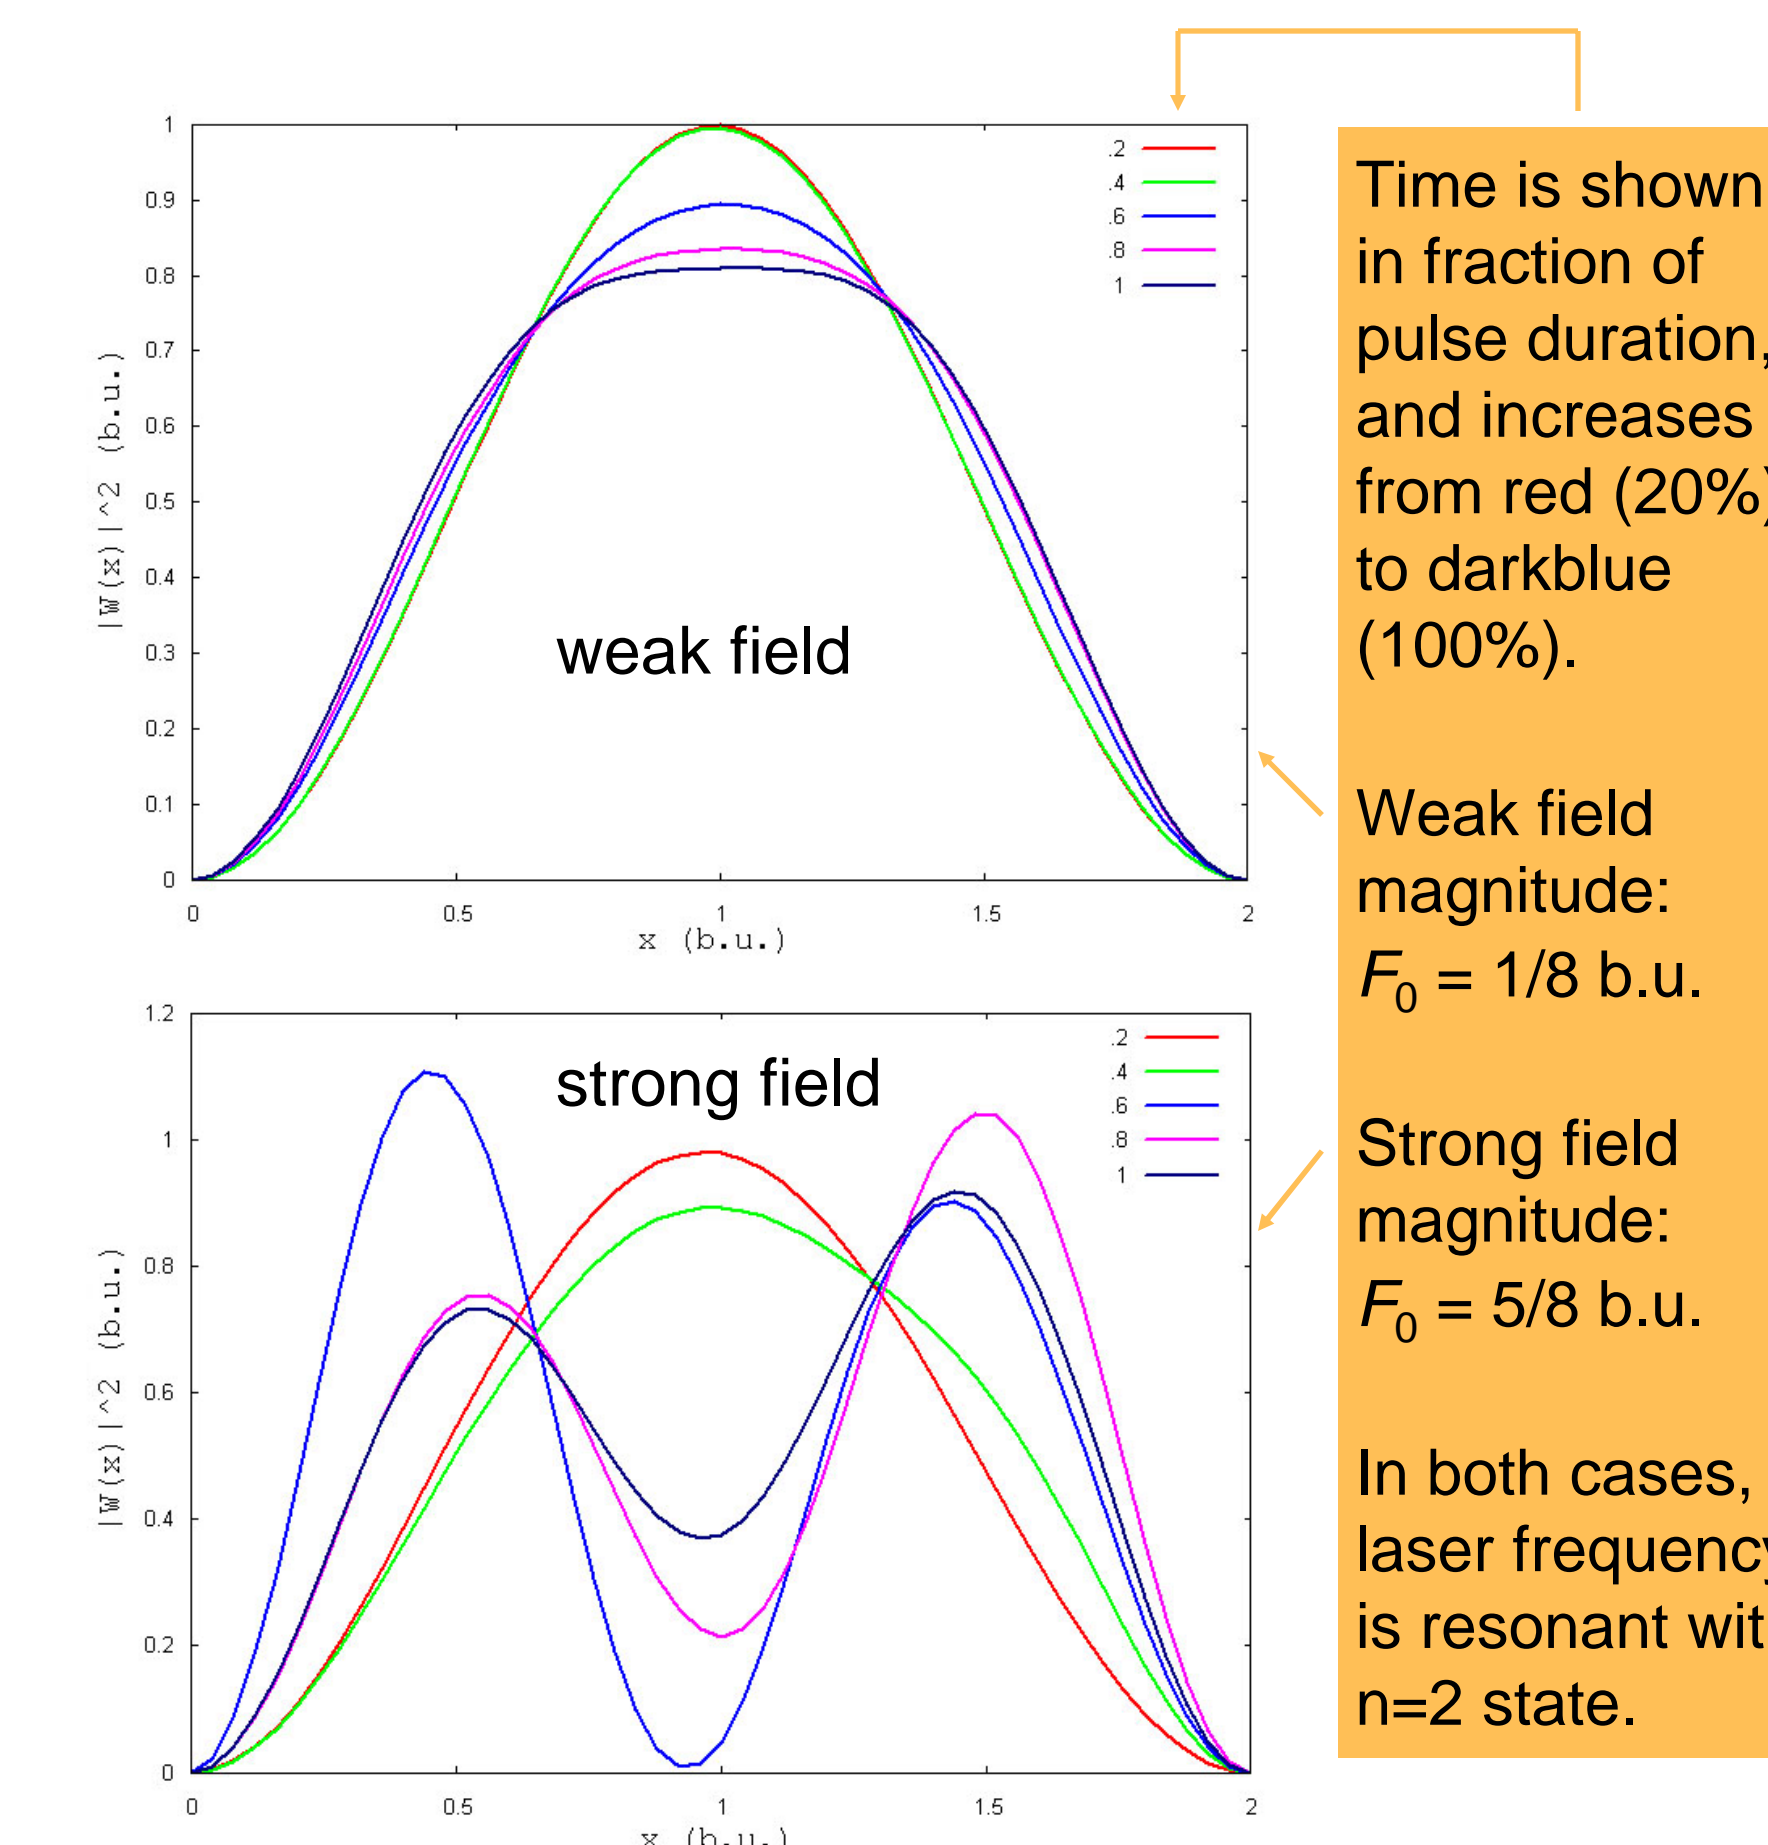 1
0.9
0.8
0.7
0.6
0.5
0.4
0.3
0.2
0.1
0
|W(x)|^2 (b.u.)
.2
.4
.6
.8
1
weak field
0 0.5 1 1.5 2
x (b.u.)
1.2
1
0.8
0.6
0.4
0.2
0
|W(x)|^2 (b.u.)
strong field
.2
.4
.6
.8
1
0 0.5 1 1.5 2
x (b.u.)
Time is shown
in fraction of
pulse duration,
and increases
from red (20%)
to darkblue
(100%).
Weak field
magnitude:
F₀ = 1/8 b.u.
Strong field
magnitude:
F₀ = 5/8 b.u.
In both cases,
laser frequency
is resonant wit
n=2 state.